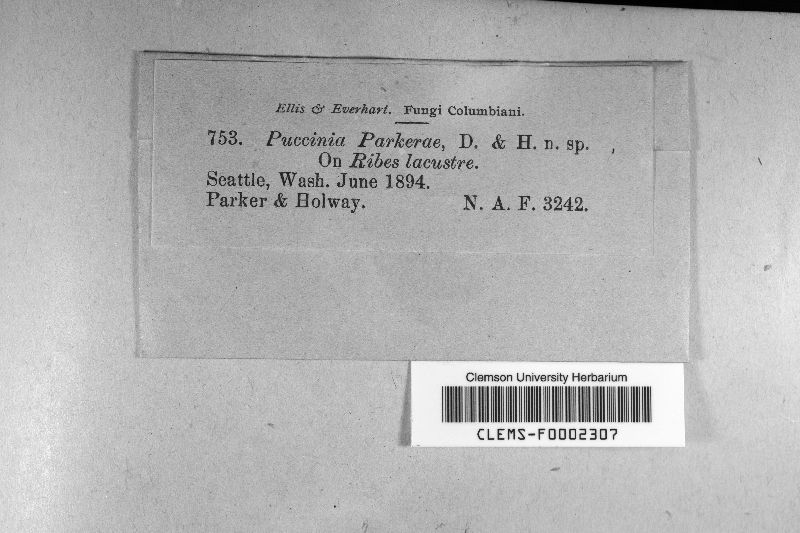 Ellis & Everhart. Fungi Columbiani.
753. Puccinia Parkerae, D. & H. n. sp.
On Ribes lacustre.
Seattle, Wash. June 1894.
Parker & Holway. N. A. F. 3242.
Clemson University Herbarium
CLEMS-F0002307